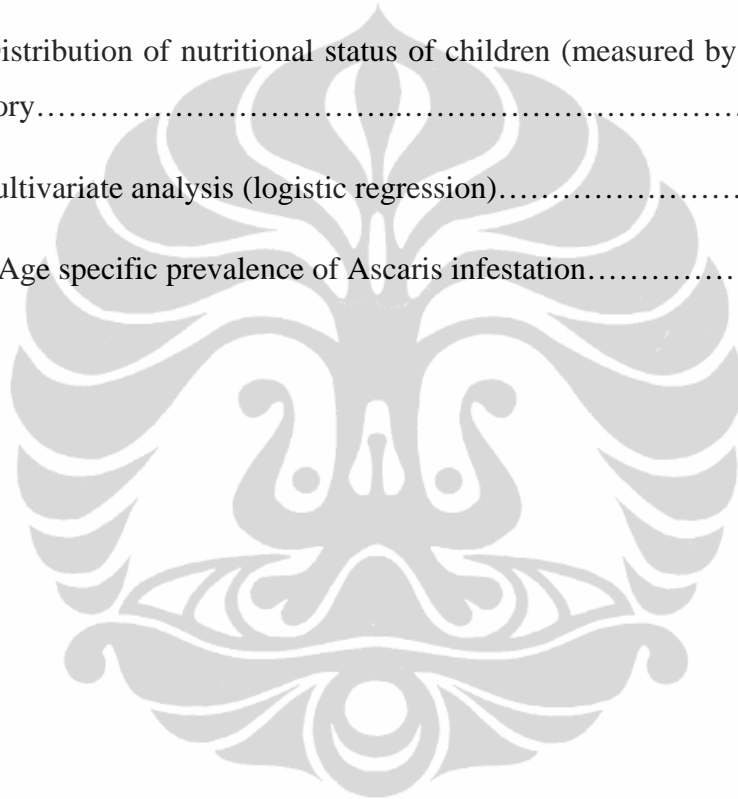 istribution of nutritional status of children (measured by
ory…………………………………..…………………………………
ultivariate analysis (logistic regression)……………………
Age specific prevalence of Ascaris infestation……………